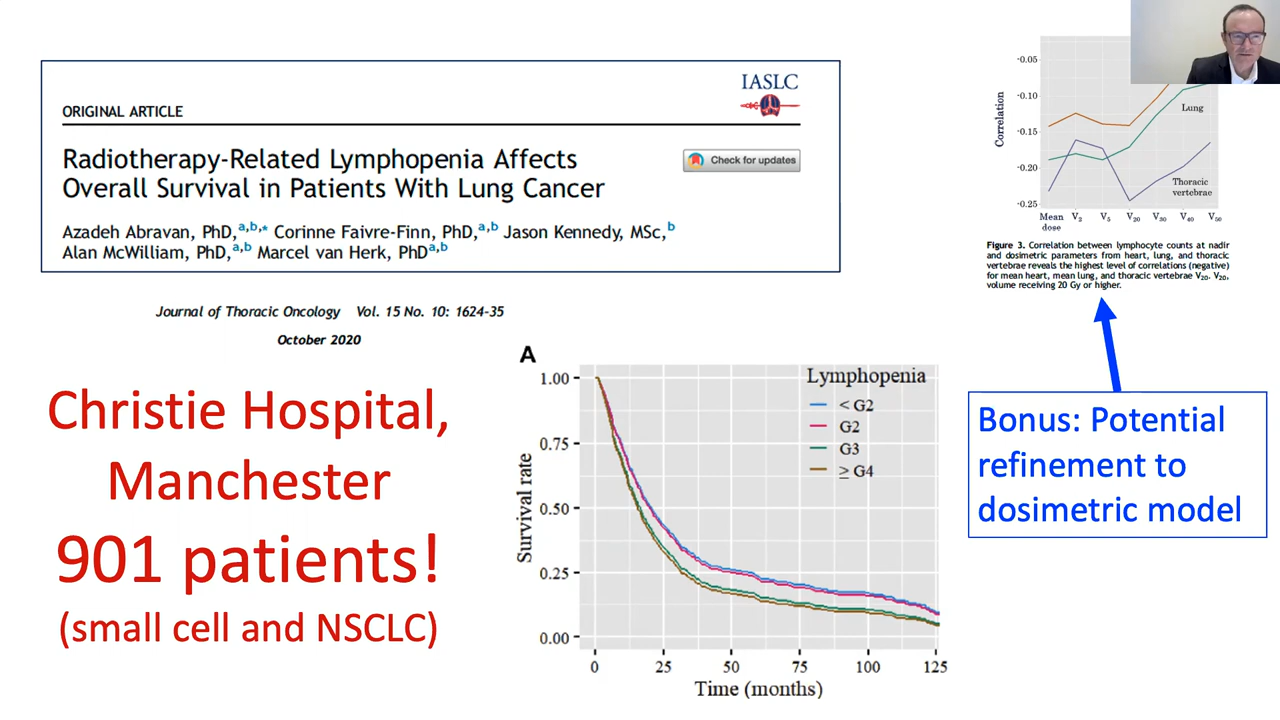 IASLC
ORIGINAL ARTICLE
Radiotherapy-Related Lymphopenia Affects
Overall Survival in Patients With Lung Cancer
Check for updates
Azadeh Abravan, PhD,a,b,* Corinne Faivre-Finn, PhD,a,b Jason Kennedy, MSc,b
Alan McWilliam, PhD,a,b Marcel van Herk, PhDa,b
Journal of Thoracic Oncology Vol. 15 No. 10: 1624-35
October 2020
Christie Hospital,
Manchester
901 patients!
(small cell and NSCLC)
A
Lymphopenia
< G2
G2
G3
≥ G4
Survival rate
1.00
0.75
0.50
0.25
0.00
0 25 50 75 100 125
Time (months)
Correlation
-0.05
-0.10
-0.15
-0.20
-0.25
Lung
Thoracic
vertebrae
Mean V2 V5 V20 V30 V40 V50
dose
Figure 3. Correlation between lymphocyte counts at nadir
and dosimetric parameters from heart, lung, and thoracic
vertebrae reveals the highest level of correlations (negative)
for mean heart, mean lung, and thoracic vertebrae V20. V20,
volume receiving 20 Gy or higher.
Bonus: Potential
refinement to
dosimetric model